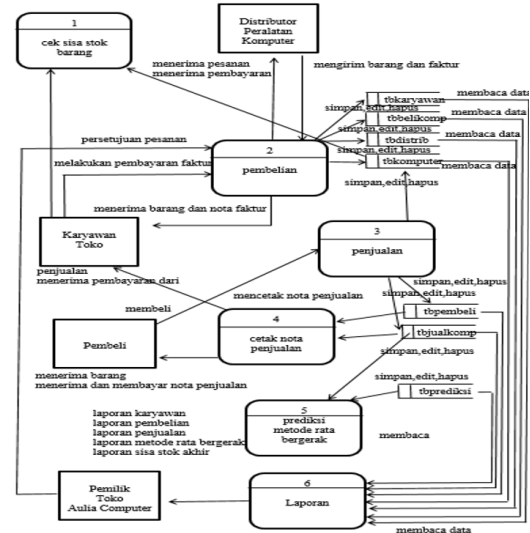 1
cek sisa stok
barang
Distributor
Peralatan
Komputer
menerima pesanan
menerima pembayaran
mengirim barang dan faktur
tbkaryawan
membaca data
simpan,edit,hapus
tbbelikomp
membaca data
simpan,edit,hapus
tbdistrib
membaca data
simpan,edit,hapus
tbkomputer
membaca data
simpan,edit,hapus
persetujuan pesanan
2
pembelian
melakukan pembayaran faktur
menerima barang dan nota faktur
Karyawan
Toko
3
penjualan
penjualan
menerima pembayaran dari
simpan,edit,hapus
simpan,edit,hapus
mencetak nota penjualan
membeli
4
cetak nota
penjualan
tbpembeli
tbjualkomp
Pembeli
simpan,edit,hapus
menerima barang
menerima dan membayar nota penjualan
simpan,edit,hapus
tbprediksi
laporan karyawan
laporan pembelian
laporan penjualan
laporan metode rata bergerak
laporan sisa stok akhir
5
prediksi
metode rata
bergerak
membaca
Pemilik
Toko
Aulia Computer
6
Laporan
membaca data